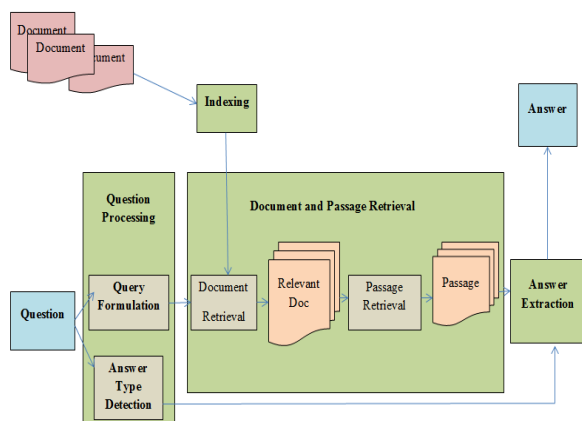 Document
Document
ocument
Indexing
Answer
Question
Processing
Document and Passage Retrieval
Query
Formulation
Document
Retrieval
Relevant
Doc
Passage
Retrieval
Passage
Answer
Extraction
Question
Answer
Type
Detection